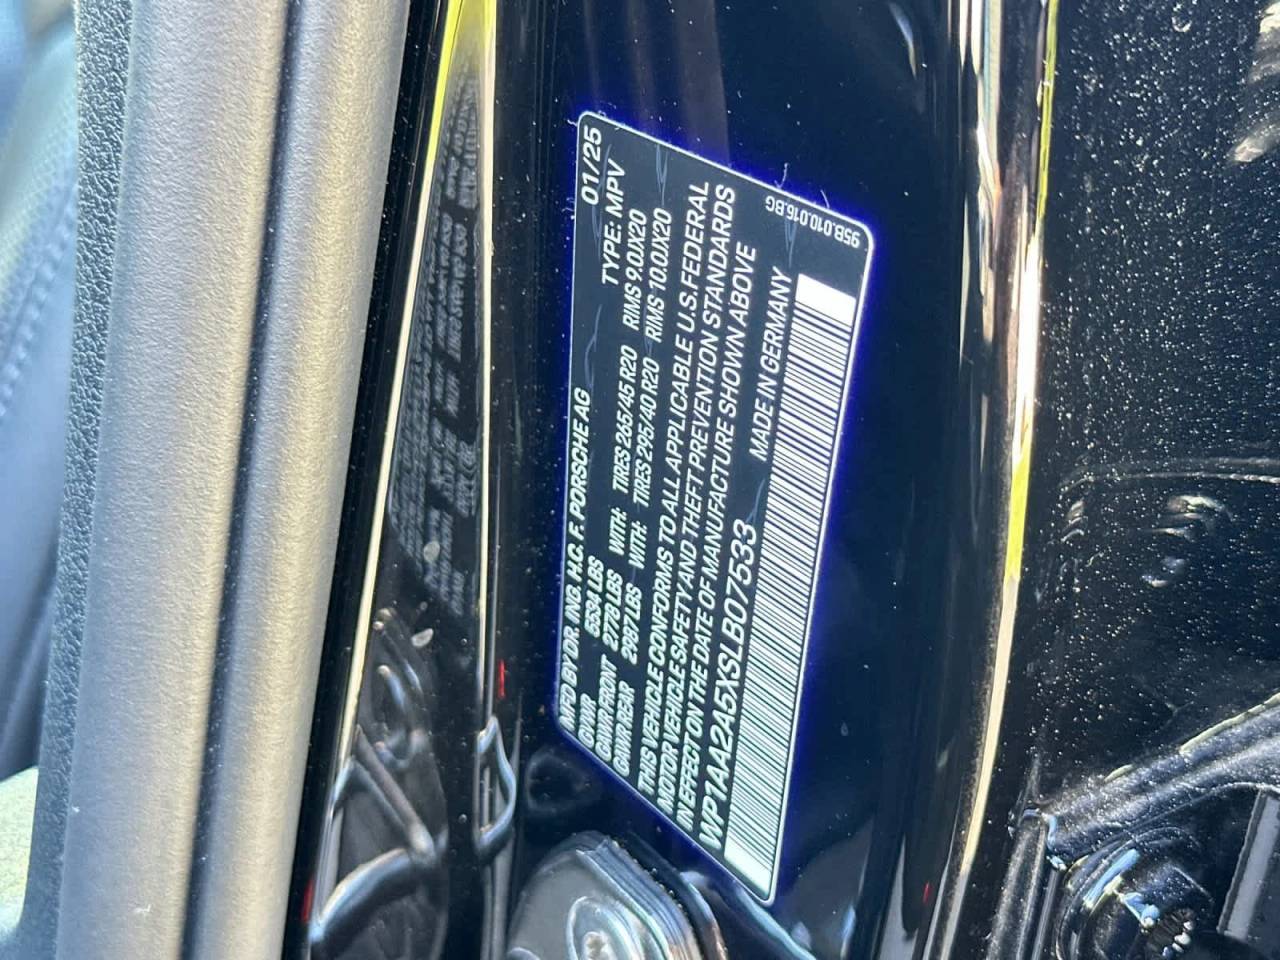 MFD BY DR. ING. H.C. F. PORSCHE AG 01/25
GVWR 5534 LBS TYPE: MPV
GAWR FRONT 2778 LBS WITH: TIRES 265/45 R20 RIMS 9.0JX20
GAWR REAR 2987 LBS WITH: TIRES 295/40 R20 RIMS 10.0JX20
THIS VEHICLE CONFORMS TO ALL APPLICABLE U.S. FEDERAL
MOTOR VEHICLE SAFETY AND THEFT PREVENTION STANDARDS
IN EFFECT ON THE DATE OF MANUFACTURE SHOWN ABOVE
WP1AA2A5XSLB07533 MADE IN GERMANY
95B.010.016.BG